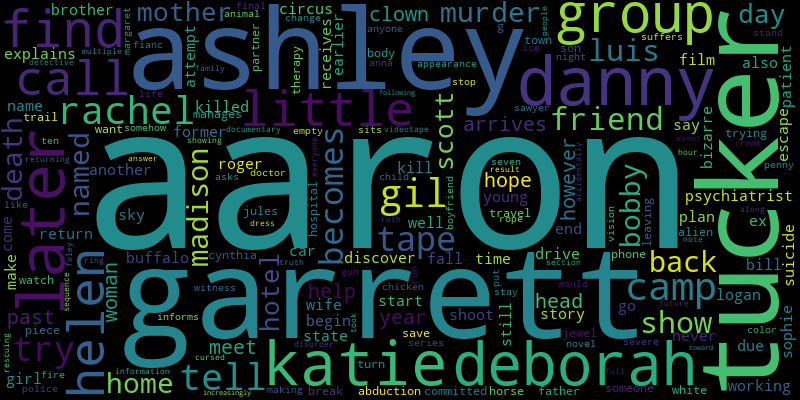 brother
mother
circus
clown
murder
group
day
find
explains
animal
ashley
attempt
partner
therapy
receives
earlier
change
body
anna
final
anyone
appearance
suffers
people
town
ice
son
night
luis
film
stand
also
call
multiple
detective
margaret
life
family
fianc
stop
sawyer
danny
trying
patient
tucker
name
trail
rachel
killed
manages
little
following
friend
say
bizarre
escape
want
somehow
former
documentary
empty
sits
videotape
scott
arrives
death
returning
ten
named
answer
showing
everyone
becomes
aaron
seven
however
accidentally
event
crowd
hour
penny
another
madison
roger
asks
doctor
child
kill
gil
hope
young
result
bobby
psychiatrist
like
come
later
return
sky
jules
dress
hospital
ruth
boyfriend
well
travel
rope
end
vision
leaving
plan
along
ex
alien
note
make
helen
woman
buffalo
cynthia
truth
car
tape
discover
fall
time
drive
phone
section
back
bill
suicide
watch
sequence
foley
ring
garrett
hotel
witness
gun
chicken
help
start
year
shoot
head
still
put
stay
would
camp
logan
future
past
piece
informs
wife
begin
state
save
series
story
go
jewel
show
never
color
sophie
try
meet
cursed
disorder
novel
severe
due
girl
fire
police
home
tell
information
katie
turn
deborah
toward
someone
full
white
working
rescuing
increasingly
making
break
abduction
committed
horse
father
took